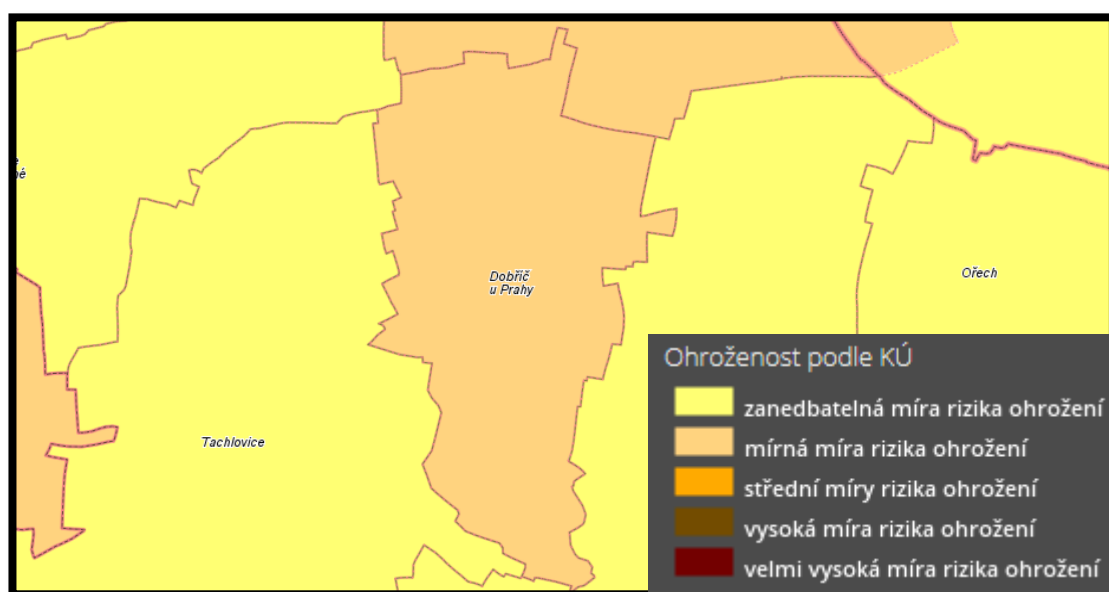 né
Dobříč
u Prahy
Ořech
Tachlovice
Ohroženost podle KÚ
zanedbatelná míra rizika ohrožení
mírná míra rizika ohrožení
střední míry rizika ohrožení
vysoká míra rizika ohrožení
velmi vysoká míra rizika ohrožení